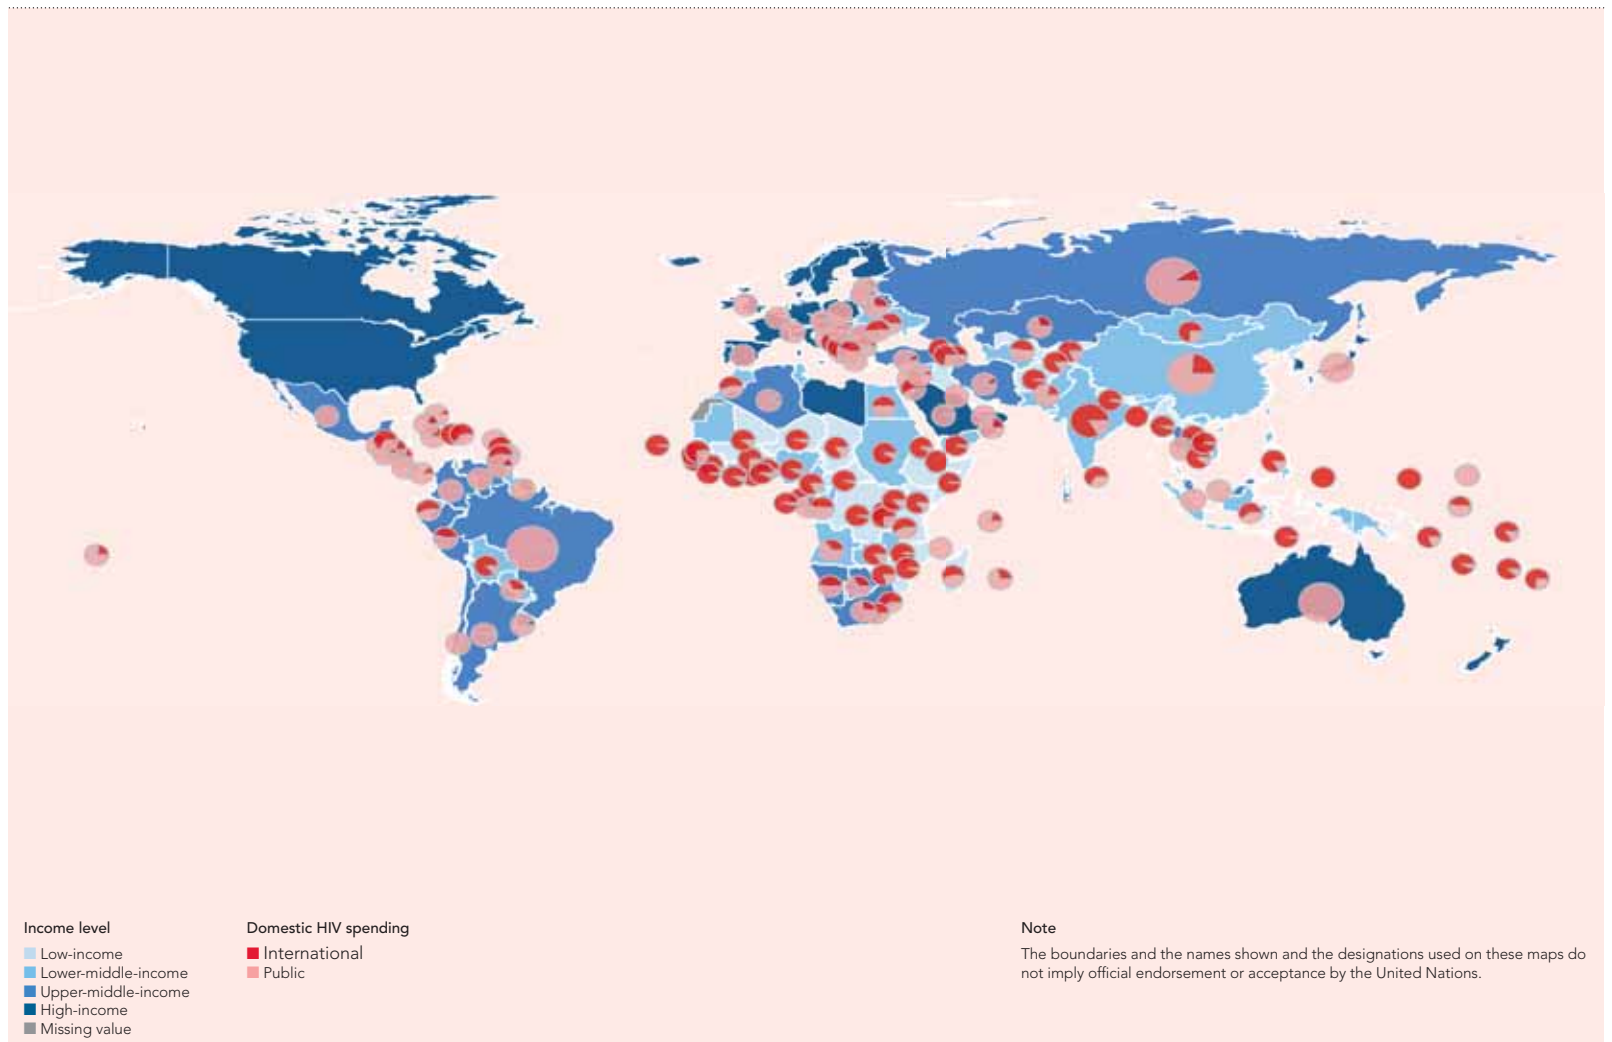 Income level
Low-income
Lower-middle-income
Upper-middle-income
High-income
Missing value
Domestic HIV spending
International
Public
Note
The boundaries and the names shown and the designations used on these maps do
not imply official endorsement or acceptance by the United Nations.